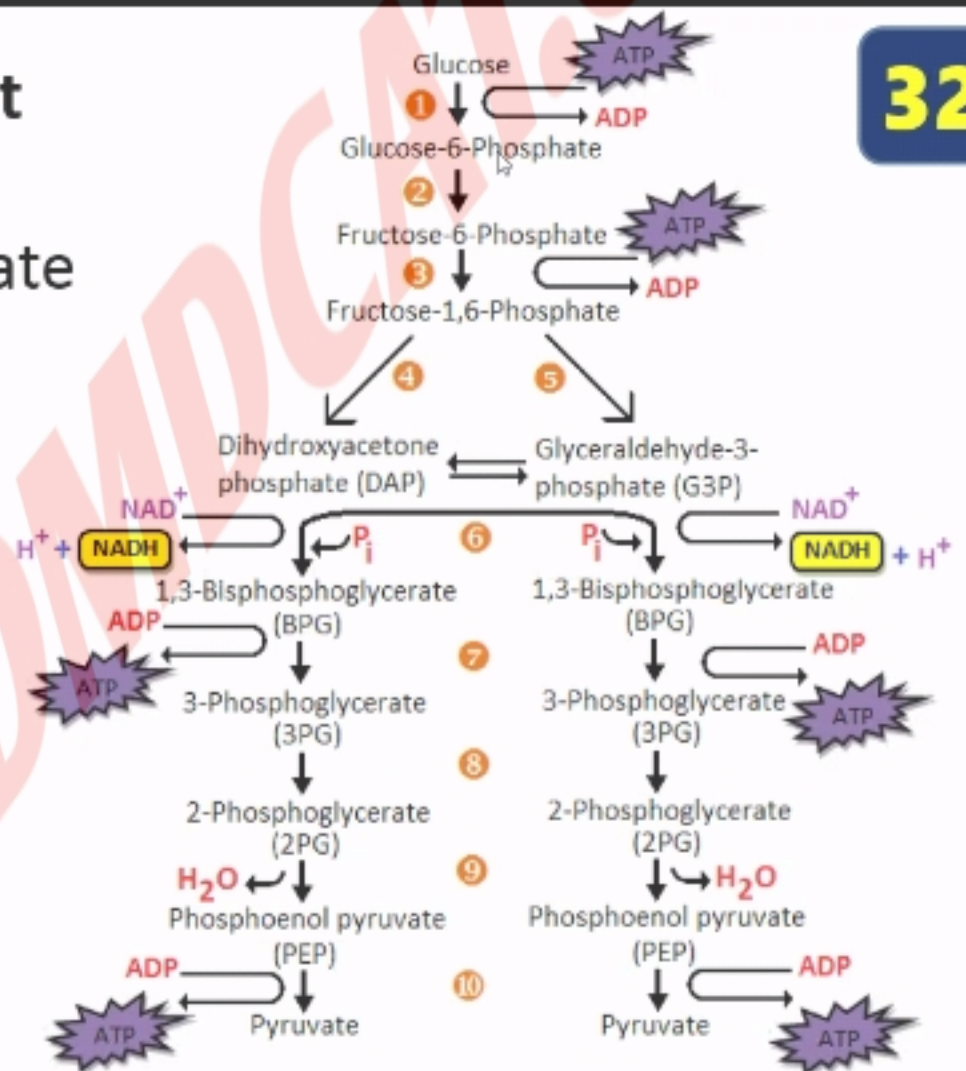 t
ate
32
Glucose
ATP
1
ADP
Glucose-6-Phosphate
2
Fructose-6-Phosphate
ATP
3
ADP
Fructose-1,6-Phosphate
4
5
Dihydroxyacetone
phosphate (DAP)
Glyceraldehyde-3-
phosphate (G3P)
NAD+
H+ + NADH
Pi
6
Pi
NAD+
NADH + H+
1,3-Bisphosphoglycerate
(BPG)
1,3-Bisphosphoglycerate
(BPG)
ADP
ATP
7
ADP
ATP
3-Phosphoglycerate
(3PG)
3-Phosphoglycerate
(3PG)
8
2-Phosphoglycerate
(2PG)
2-Phosphoglycerate
(2PG)
H2O
9
H2O
Phosphoenol pyruvate
(PEP)
Phosphoenol pyruvate
(PEP)
ADP
ATP
10
ADP
ATP
Pyruvate
Pyruvate
DMDCAT.